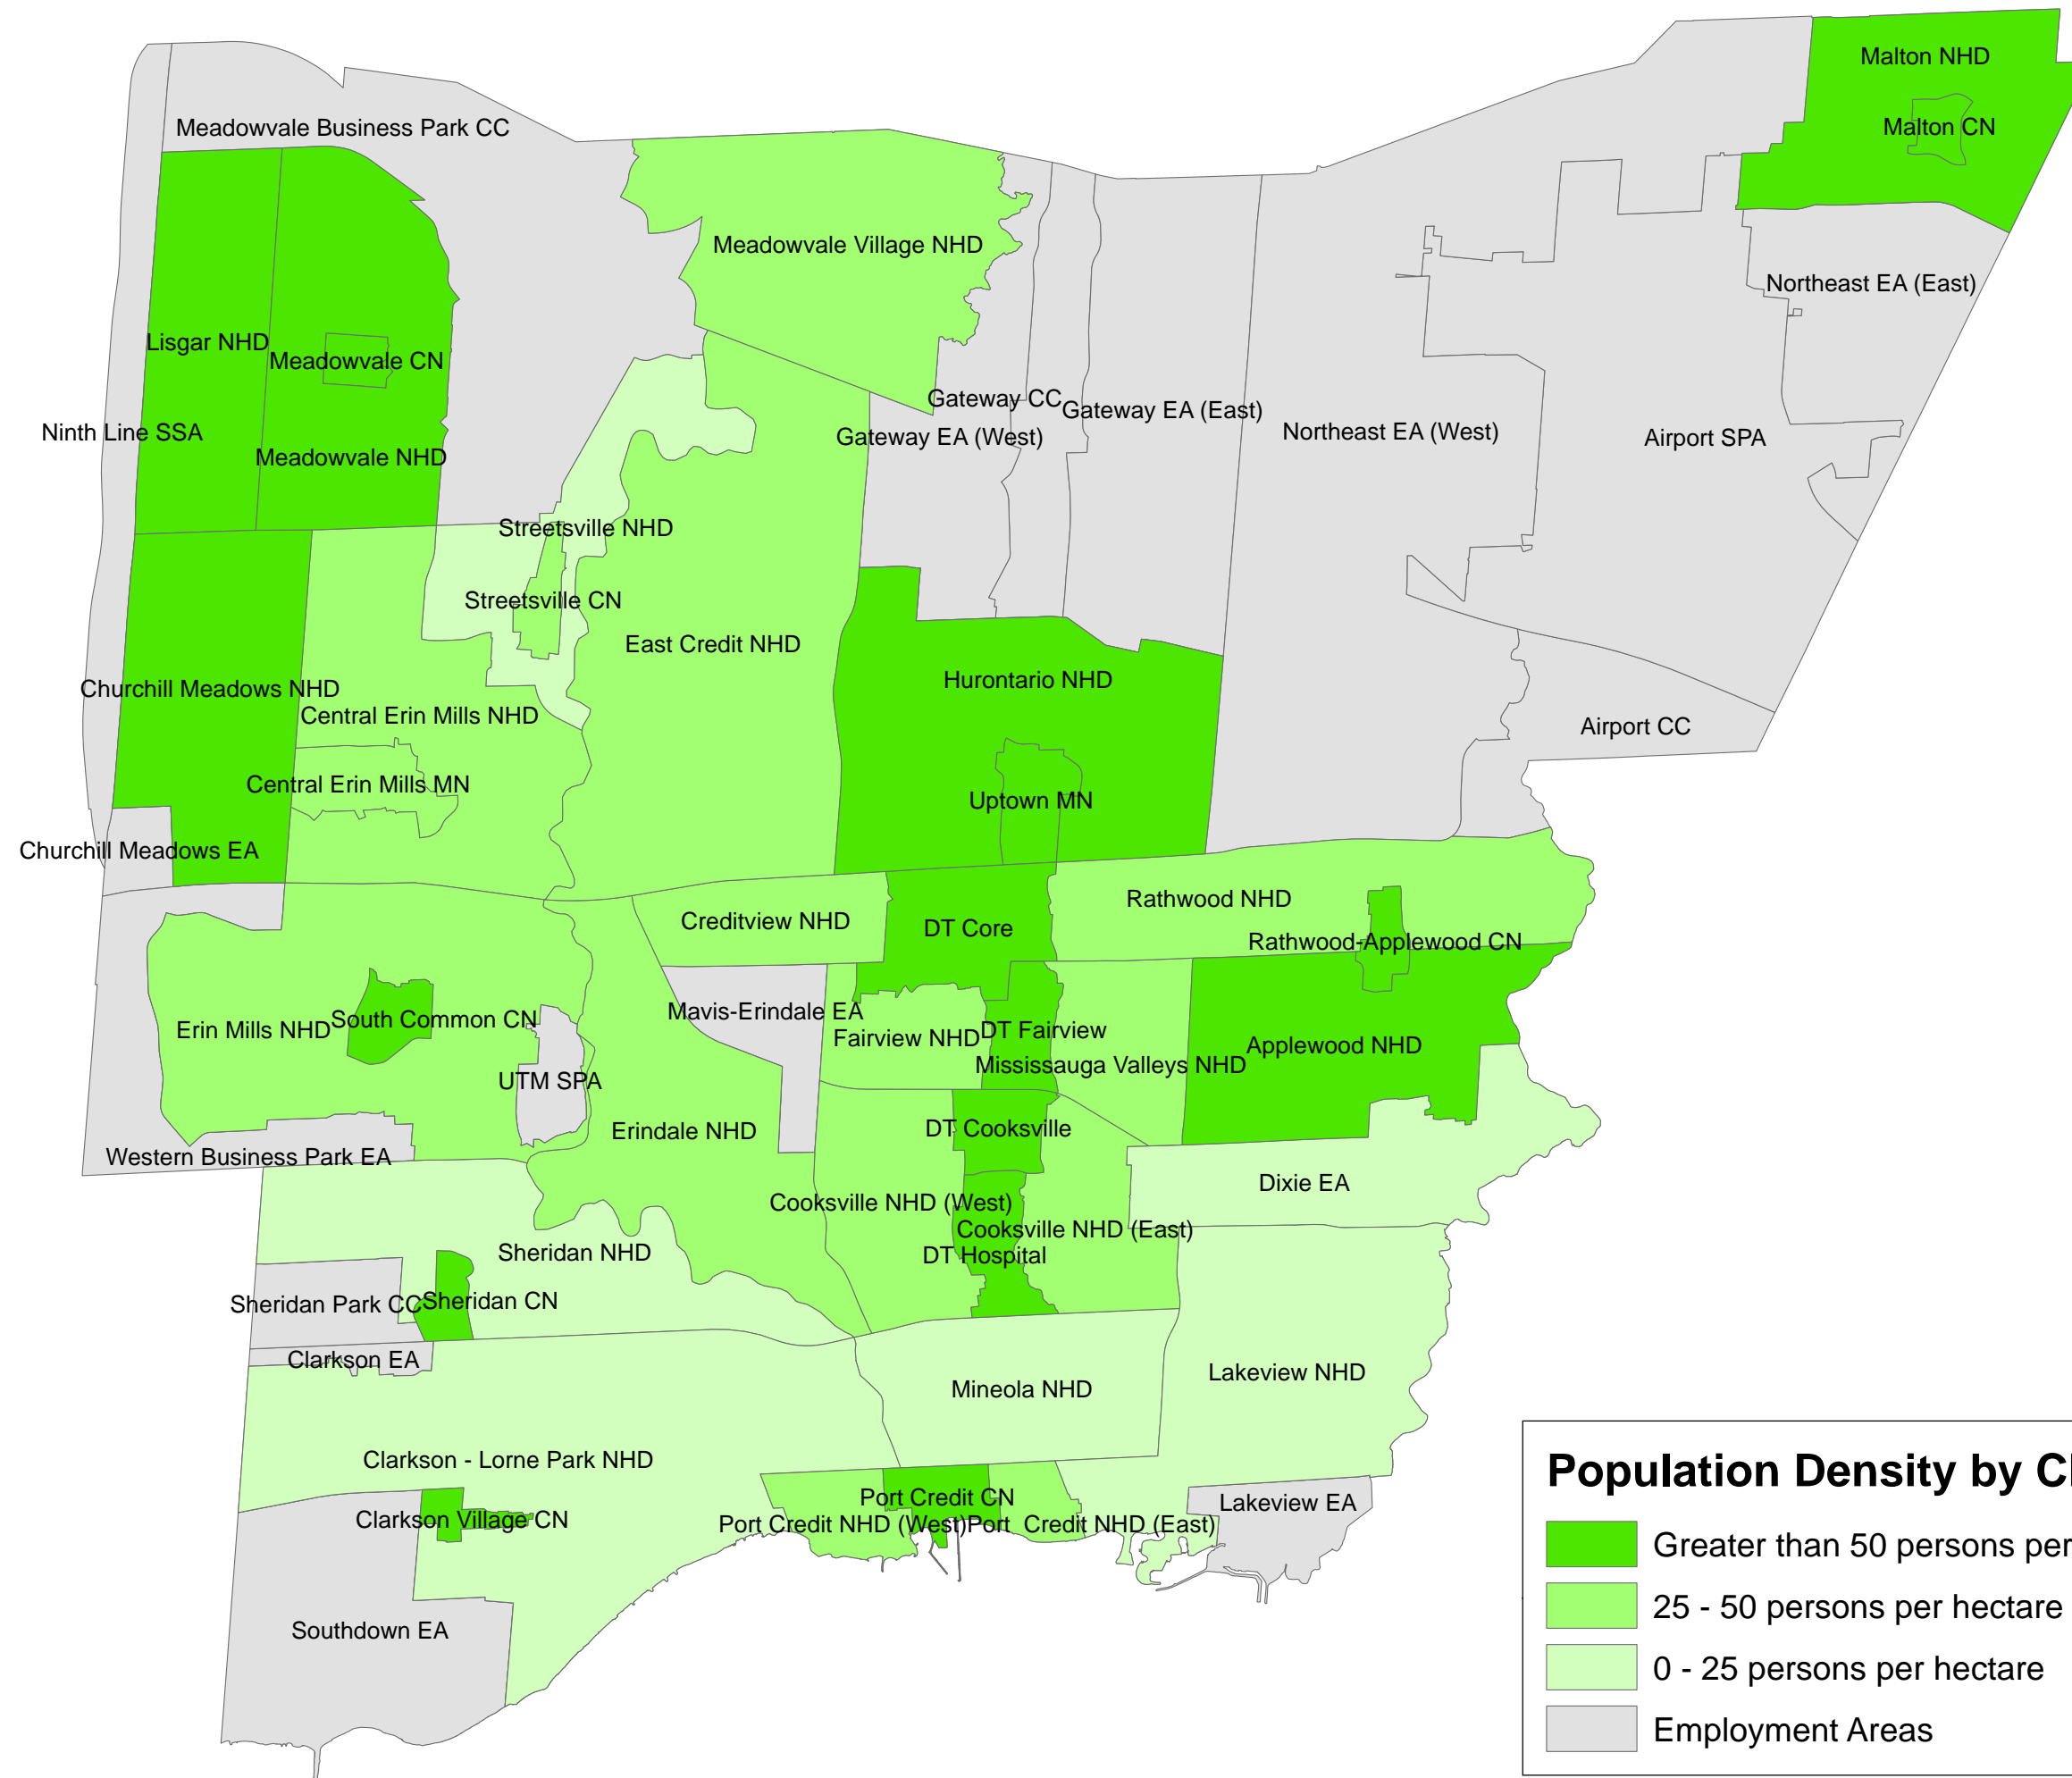 Malton NHD
Malton CN
Meadowvale Business Park CC
Meadowvale Village NHD
Northeast EA (East)
Lisgar NHD
Meadowvale CN
Gateway CC
Gateway EA (East)
Ninth Line SSA
Gateway EA (West)
Northeast EA (West)
Airport SPA
Meadowvale NHD
Streetsville NHD
Streetsville CN
East Credit NHD
Hurontario NHD
Churchill Meadows NHD
Central Erin Mills NHD
Airport CC
Central Erin Mills MN
Uptown MN
Churchill Meadows EA
Rathwood NHD
Creditview NHD
DT Core
Rathwood-Applewood CN
Mavis-Erindale EA
South Common CN
Erin Mills NHD
Fairview NHD
DT Fairview
Applewood NHD
Mississauga Valleys NHD
UTM SPA
DT Cooksville
Erindale NHD
Western Business Park EA
Dixie EA
Cooksville NHD (West)
Cooksville NHD (East)
Sheridan NHD
DT Hospital
Sheridan Park CC
Sheridan CN
Clarkson EA
Lakeview NHD
Mineola NHD
Clarkson - Lorne Park NHD
Port Credit CN
Lakeview EA
Clarkson Village CN
Port Credit NHD (West)
Port Credit NHD (East)
Southdown EA
Population Density by C
Greater than 50 persons per
25 - 50 persons per hectare
0 - 25 persons per hectare
Employment Areas